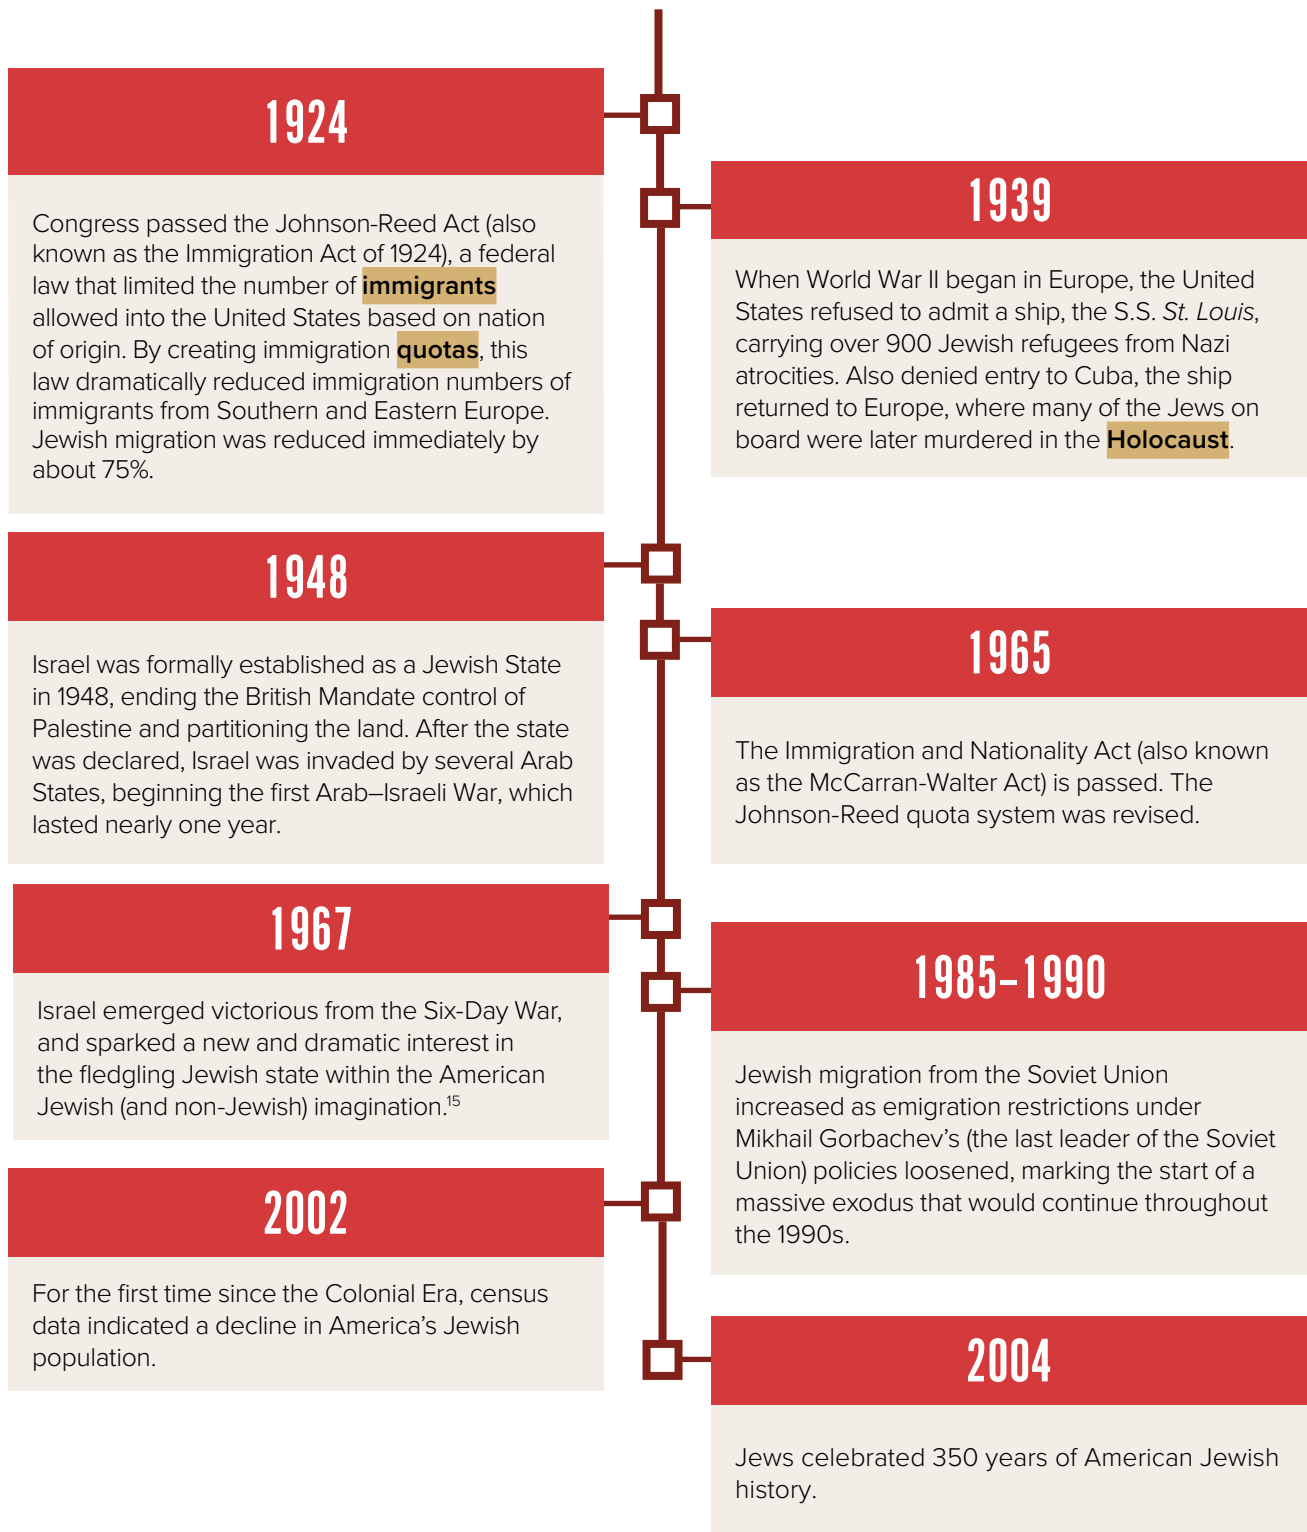 1924
Congress passed the Johnson-Reed Act (also
known as the Immigration Act of 1924), a federal
law that limited the number of immigrants
allowed into the United States based on nation
of origin. By creating immigration quotas, this
law dramatically reduced immigration numbers of
immigrants from Southern and Eastern Europe.
Jewish migration was reduced immediately by
about 75%.
1939
When World War II began in Europe, the United
States refused to admit a ship, the S.S. St. Louis,
carrying over 900 Jewish refugees from Nazi
atrocities. Also denied entry to Cuba, the ship
returned to Europe, where many of the Jews on
board were later murdered in the Holocaust.
1948
Israel was formally established as a Jewish State
in 1948, ending the British Mandate control of
Palestine and partitioning the land. After the state
was declared, Israel was invaded by several Arab
States, beginning the first Arab–Israeli War, which
lasted nearly one year.
1965
The Immigration and Nationality Act (also known
as the McCarran-Walter Act) is passed. The
Johnson-Reed quota system was revised.
1967
Israel emerged victorious from the Six-Day War,
and sparked a new and dramatic interest in
the fledgling Jewish state within the American
Jewish (and non-Jewish) imagination.15
1985–1990
Jewish migration from the Soviet Union
increased as emigration restrictions under
Mikhail Gorbachev’s (the last leader of the Soviet
Union) policies loosened, marking the start of a
massive exodus that would continue throughout
the 1990s.
2002
For the first time since the Colonial Era, census
data indicated a decline in America’s Jewish
population.
2004
Jews celebrated 350 years of American Jewish
history.